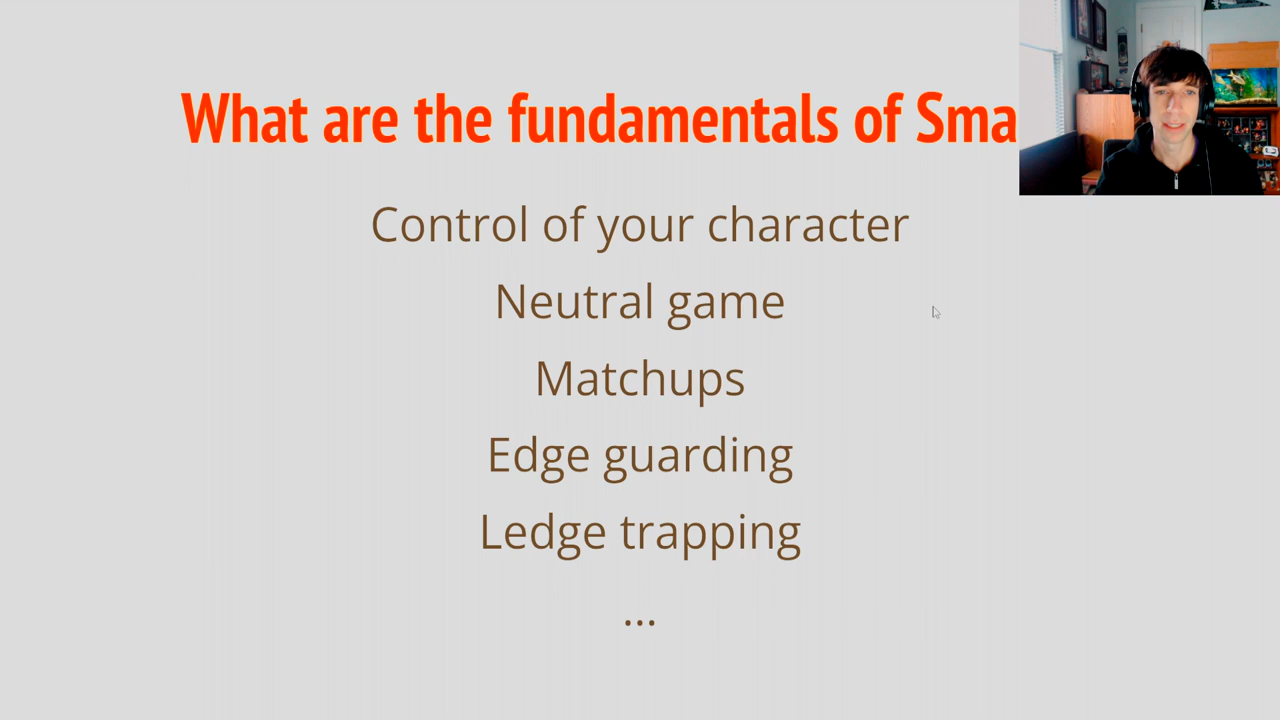 What are the fundamentals of Sma
Control of your character
Neutral game
Matchups
Edge guarding
Ledge trapping
...